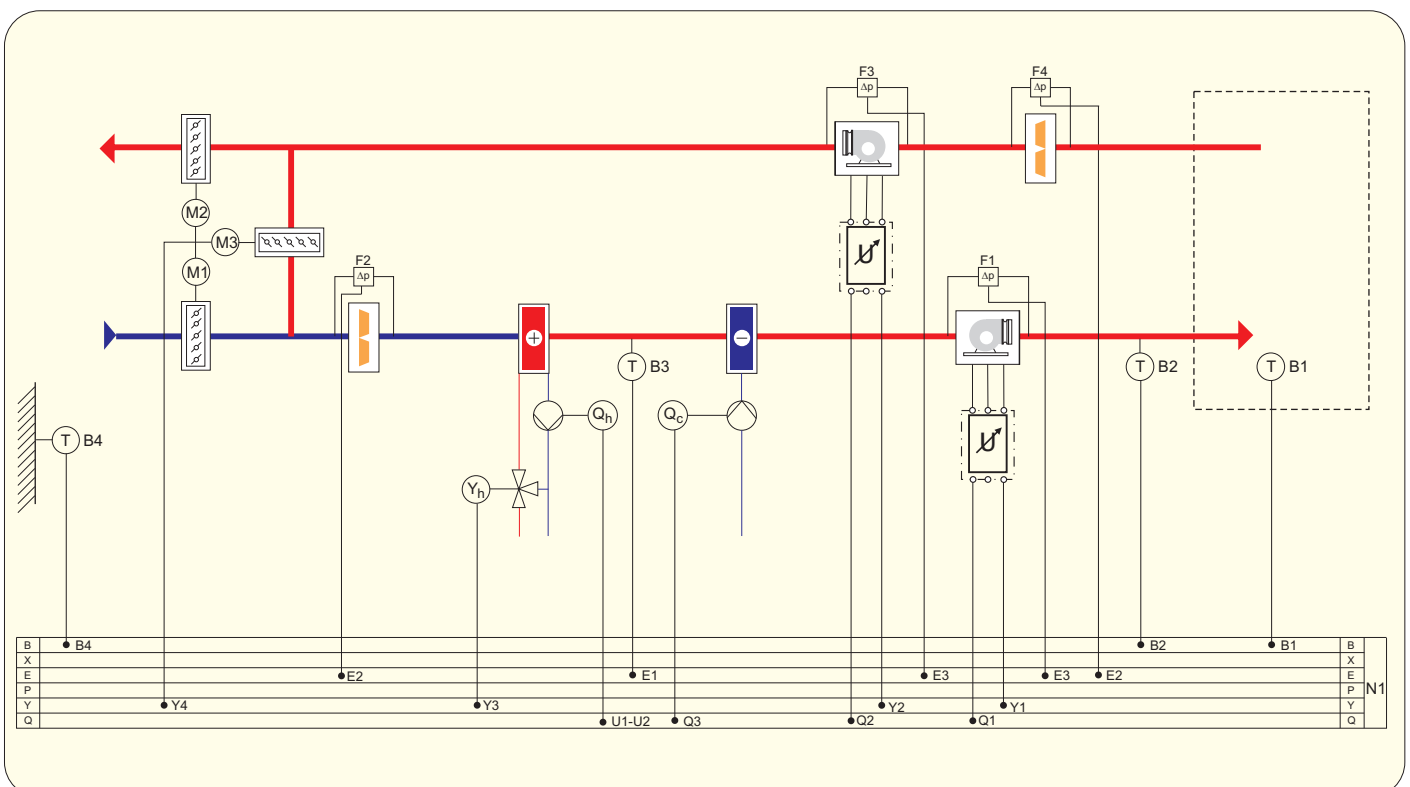 F3
F4
Δp
Δp
M2
M3
M1
U
F2
F1
Δp
Δp
+
−
T B3
T B2
T B1
Qh
Qc
T B4
U
Yh
B B4 B2 B1 B
X X
E E2 E1 E3 E3 E2 E
P P
N1
Y Y4 Y3 Y2 Y1 Y
Q U1-U2 Q3 Q2 Q1 Q